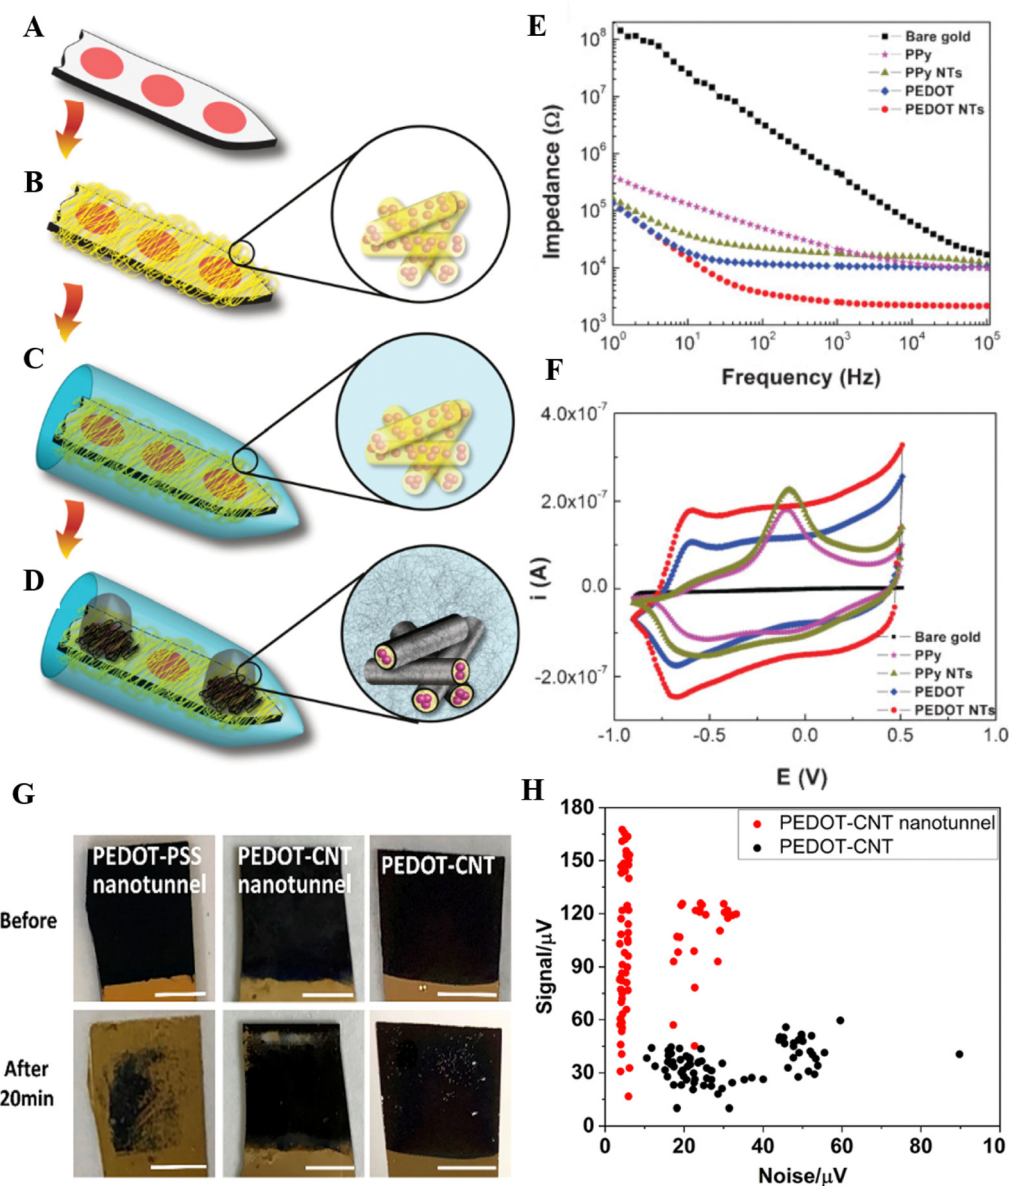 A
B
C
D
E
Impedance (Ω)
10⁸
10⁷
10⁶
10⁵
10⁴
10³
10⁰ 10¹ 10² 10³ 10⁴ 10⁵
Frequency (Hz)
Bare gold
PPy
PPy NTs
PEDOT
PEDOT NTs
F
i (A)
4.0x10⁻⁷
2.0x10⁻⁷
0.0
-2.0x10⁻⁷
-1.0 -0.5 0.0 0.5 1.0
E (V)
Bare gold
PPy
PPy NTs
PEDOT
PEDOT NTs
G
PEDOT-PSS
nanotunnel
PEDOT-CNT
nanotunnel
PEDOT-CNT
Before
After
20min
H
Signal/μV
180
150
120
90
60
30
0
0 20 40 60 80 10
Noise/μV
PEDOT-CNT nanotunnel
PEDOT-CNT